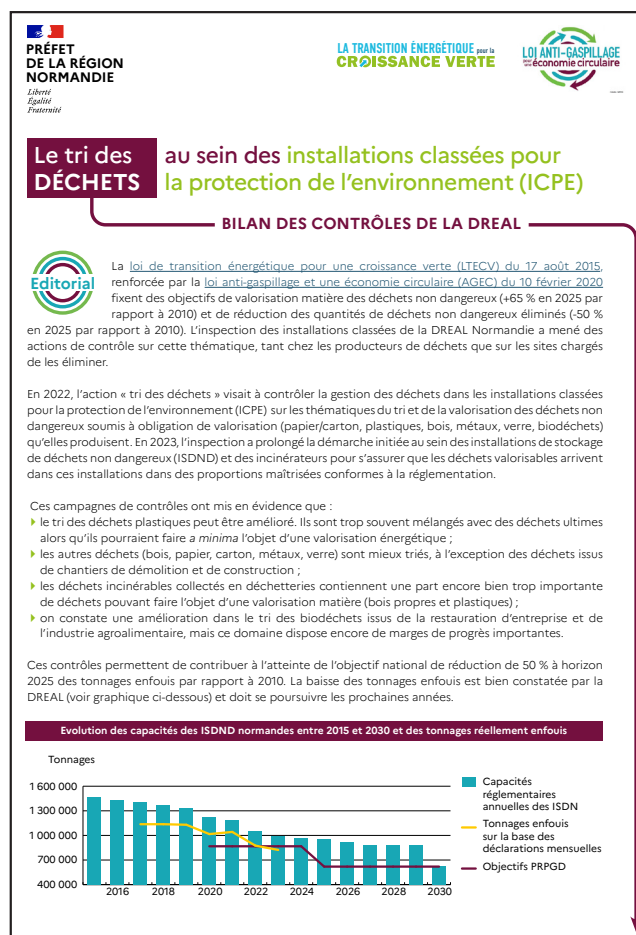 PRÉFET
DE LA RÉGION
NORMANDIE
Liberté
Égalité
Fraternité
LA TRANSITION ÉNERGÉTIQUE pour la
CROISSANCE VERTE
LOI ANTI-GASPILLAGE
pour une économie circulaire
Le tri des
DÉCHETS
au sein des installations classées pour
la protection de l'environnement (ICPE)
BILAN DES CONTRÔLES DE LA DREAL
Editorial
La loi de transition énergétique pour une croissance verte (LTECV) du 17 août 2015,
renforcée par la loi anti-gaspillage et une économie circulaire (AGEC) du 10 février 2020
fixent des objectifs de valorisation matière des déchets non dangereux (+65 % en 2025 par
rapport à 2010) et de réduction des quantités de déchets non dangereux éliminés (-50 %
en 2025 par rapport à 2010). L'inspection des installations classées de la DREAL Normandie a mené des
actions de contrôle sur cette thématique, tant chez les producteurs de déchets que sur les sites chargés
de les éliminer.
En 2022, l'action « tri des déchets » visait à contrôler la gestion des déchets dans les installations classées
pour la protection de l'environnement (ICPE) sur les thématiques du tri et de la valorisation des déchets non
dangereux soumis à obligation de valorisation (papier/carton, plastiques, bois, métaux, verre, biodéchets)
qu'elles produisent. En 2023, l'inspection a prolongé la démarche initiée au sein des installations de stockage
de déchets non dangereux (ISDND) et des incinérateurs pour s'assurer que les déchets valorisables arrivent
dans ces installations dans des proportions maîtrisées conformes à la réglementation.
Ces campagnes de contrôles ont mis en évidence que :
le tri des déchets plastiques peut être amélioré. Ils sont trop souvent mélangés avec des déchets ultimes
alors qu'ils pourraient faire a minima l'objet d'une valorisation énergétique ;
les autres déchets (bois, papier, carton, métaux, verre) sont mieux triés, à l'exception des déchets issus
de chantiers de démolition et de construction ;
les déchets incinérables collectés en déchetteries contiennent une part encore bien trop importante
de déchets pouvant faire l'objet d'une valorisation matière (bois propres et plastiques) ;
on constate une amélioration dans le tri des biodéchets issus de la restauration d'entreprise et de
l'industrie agroalimentaire, mais ce domaine dispose encore de marges de progrès importantes.
Ces contrôles permettent de contribuer à l'atteinte de l'objectif national de réduction de 50 % à horizon
2025 des tonnages enfouis par rapport à 2010. La baisse des tonnages enfouis est bien constatée par la
DREAL (voir graphique ci-dessous) et doit se poursuivre les prochaines années.
Evolution des capacités des ISDND normandes entre 2015 et 2030 et des tonnages réellement enfouis
Tonnages
1 600 000
1 300 000
1 000 000
700 000
400 000
2016 2018 2020 2022 2024 2026 2028 2030
Capacités
réglementaires
annuelles des ISDN
Tonnages enfouis
sur la base des
déclarations mensuelles
Objectifs PRPGD